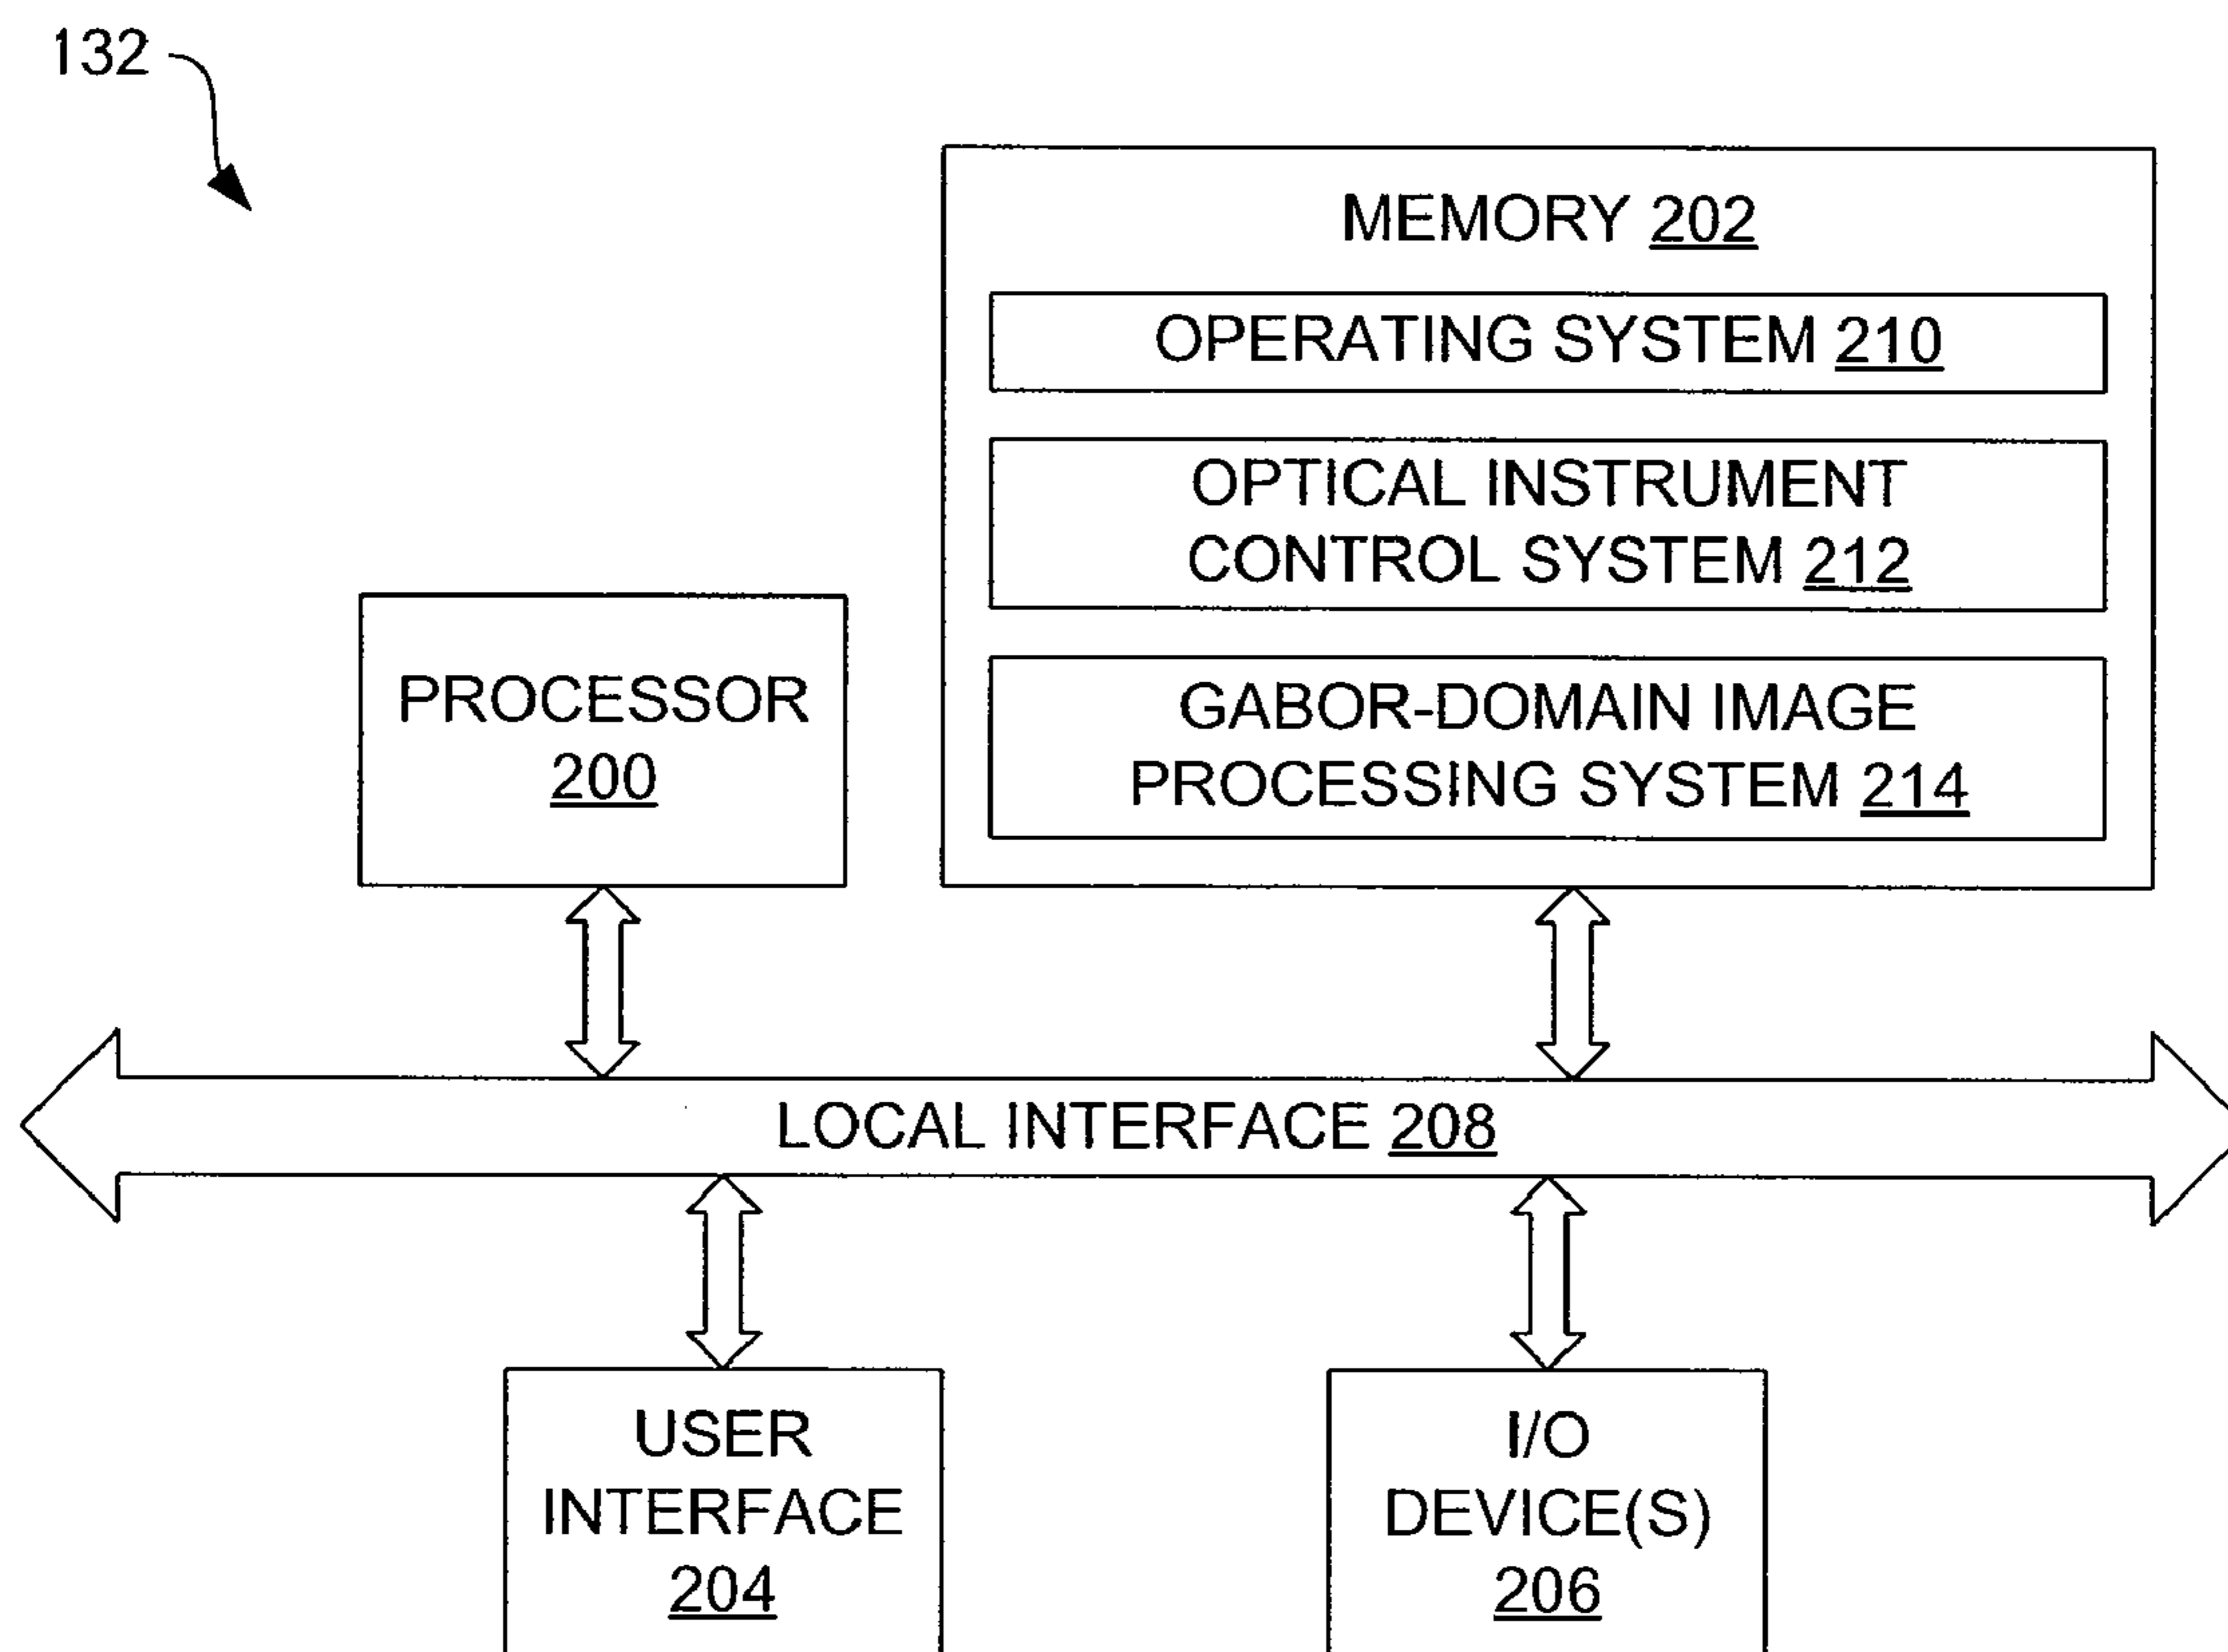 132
MEMORY 202
OPERATING SYSTEM 210
OPTICAL INSTRUMENT
CONTROL SYSTEM 212
GABOR-DOMAIN IMAGE
PROCESSING SYSTEM 214
PROCESSOR
200
LOCAL INTERFACE 208
USER
INTERFACE
204
I/O
DEVICE(S)
206